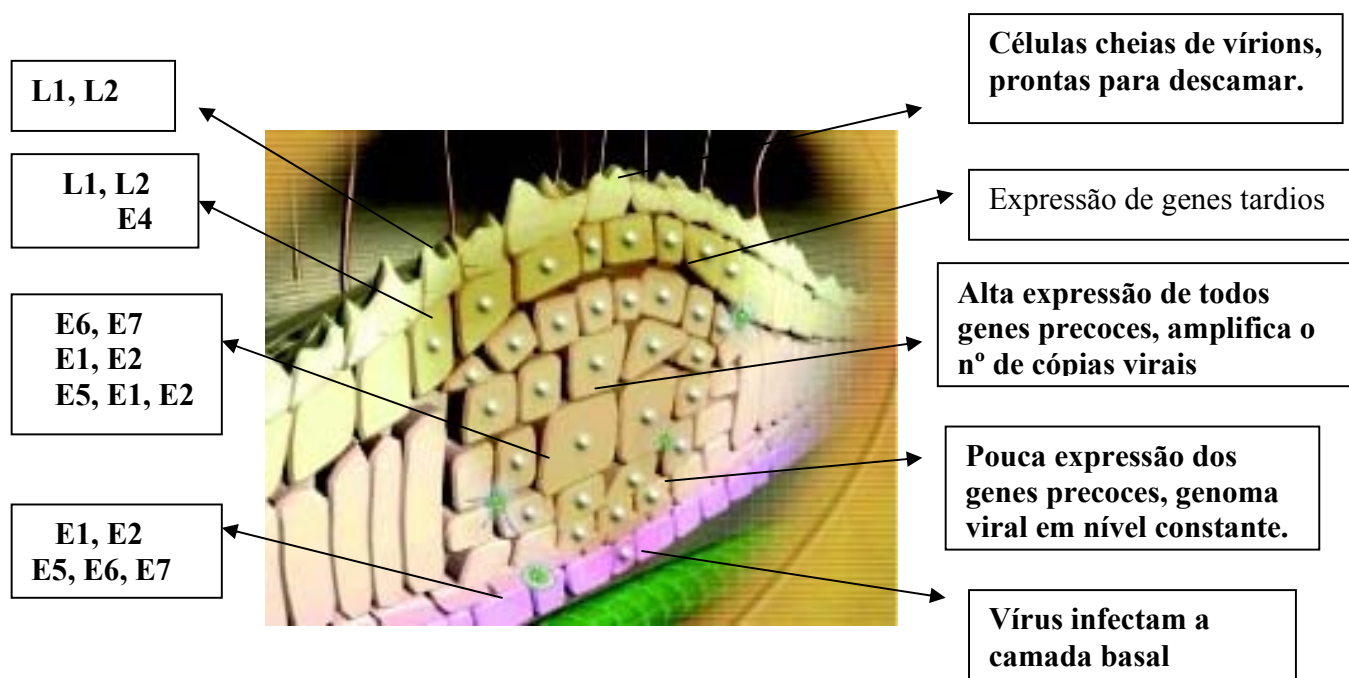 L1, L2
L1, L2
E4
E6, E7
E1, E2
E5, E1, E2
E1, E2
E5, E6, E7
Células cheias de vírions,
prontas para descamar.
Expressão de genes tardios
Alta expressão de todos
genes precoces, amplifica o
nº de cópias virais
Pouca expressão dos
genes precoces, genoma
viral em nível constante.
Vírus infectam a
camada basal